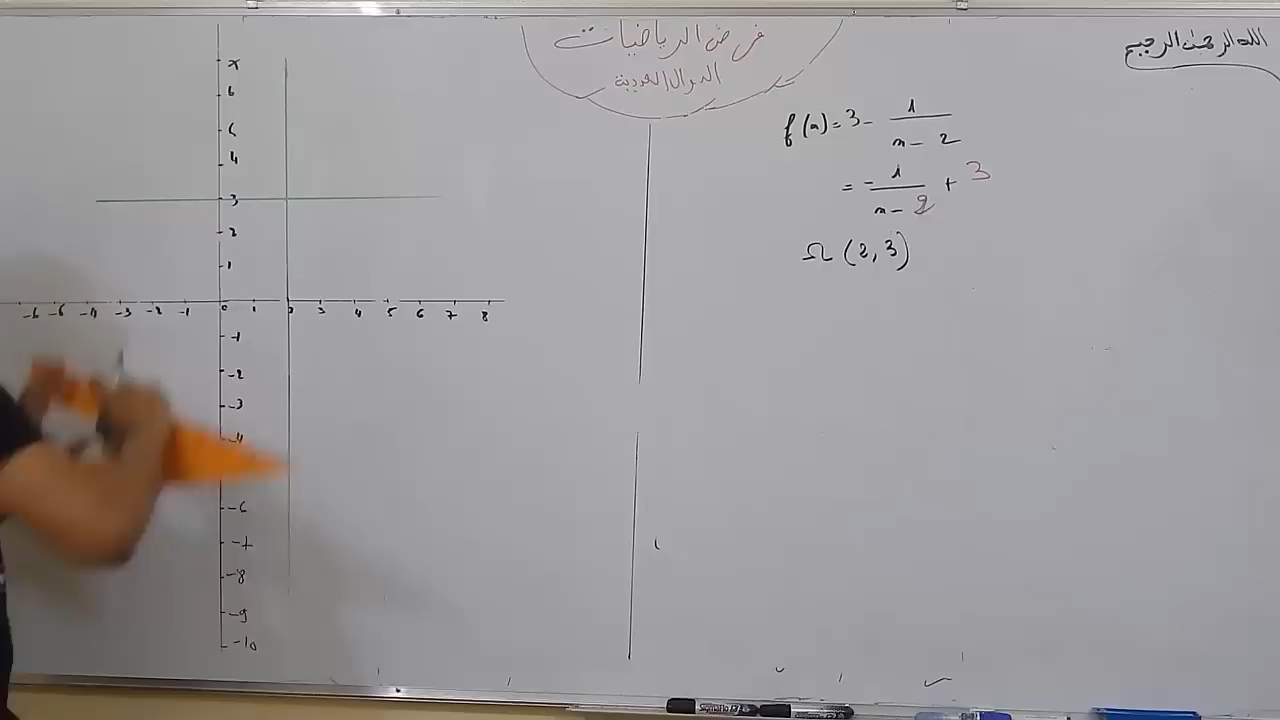 الله الرحمن الرحيم
فرض الرياضيات
الدوال العددية
f(x) = 3 - 1/(x - 2)
= - 1/(x - 2) + 3
Ω (2, 3)
7
6
5
4
3
2
1
-6 -5 -4 -3 -2 -1 0 1 2 3 4 5 6 7 8
-1
-2
-3
-4
-6
-7
-8
-9
-10